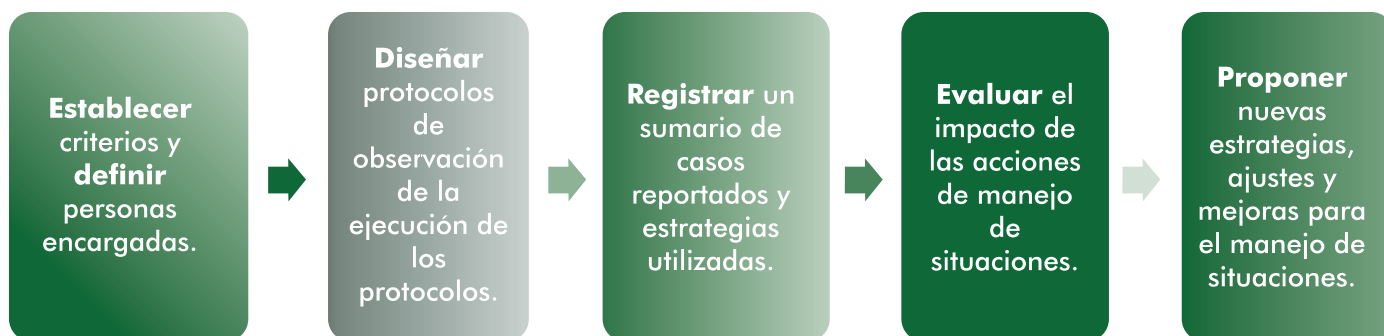 Establecer
criterios y
definir
personas
encargadas.
Diseñar
protocolos
de
observación
de la
ejecución de
los
protocolos.
Registrar un
sumario de
casos
reportados y
estrategias
utilizadas.
Evaluar el
impacto de
las acciones
de manejo
de
situaciones.
Proponer
nuevas
estrategias,
ajustes y
mejoras para
el manejo de
situaciones.